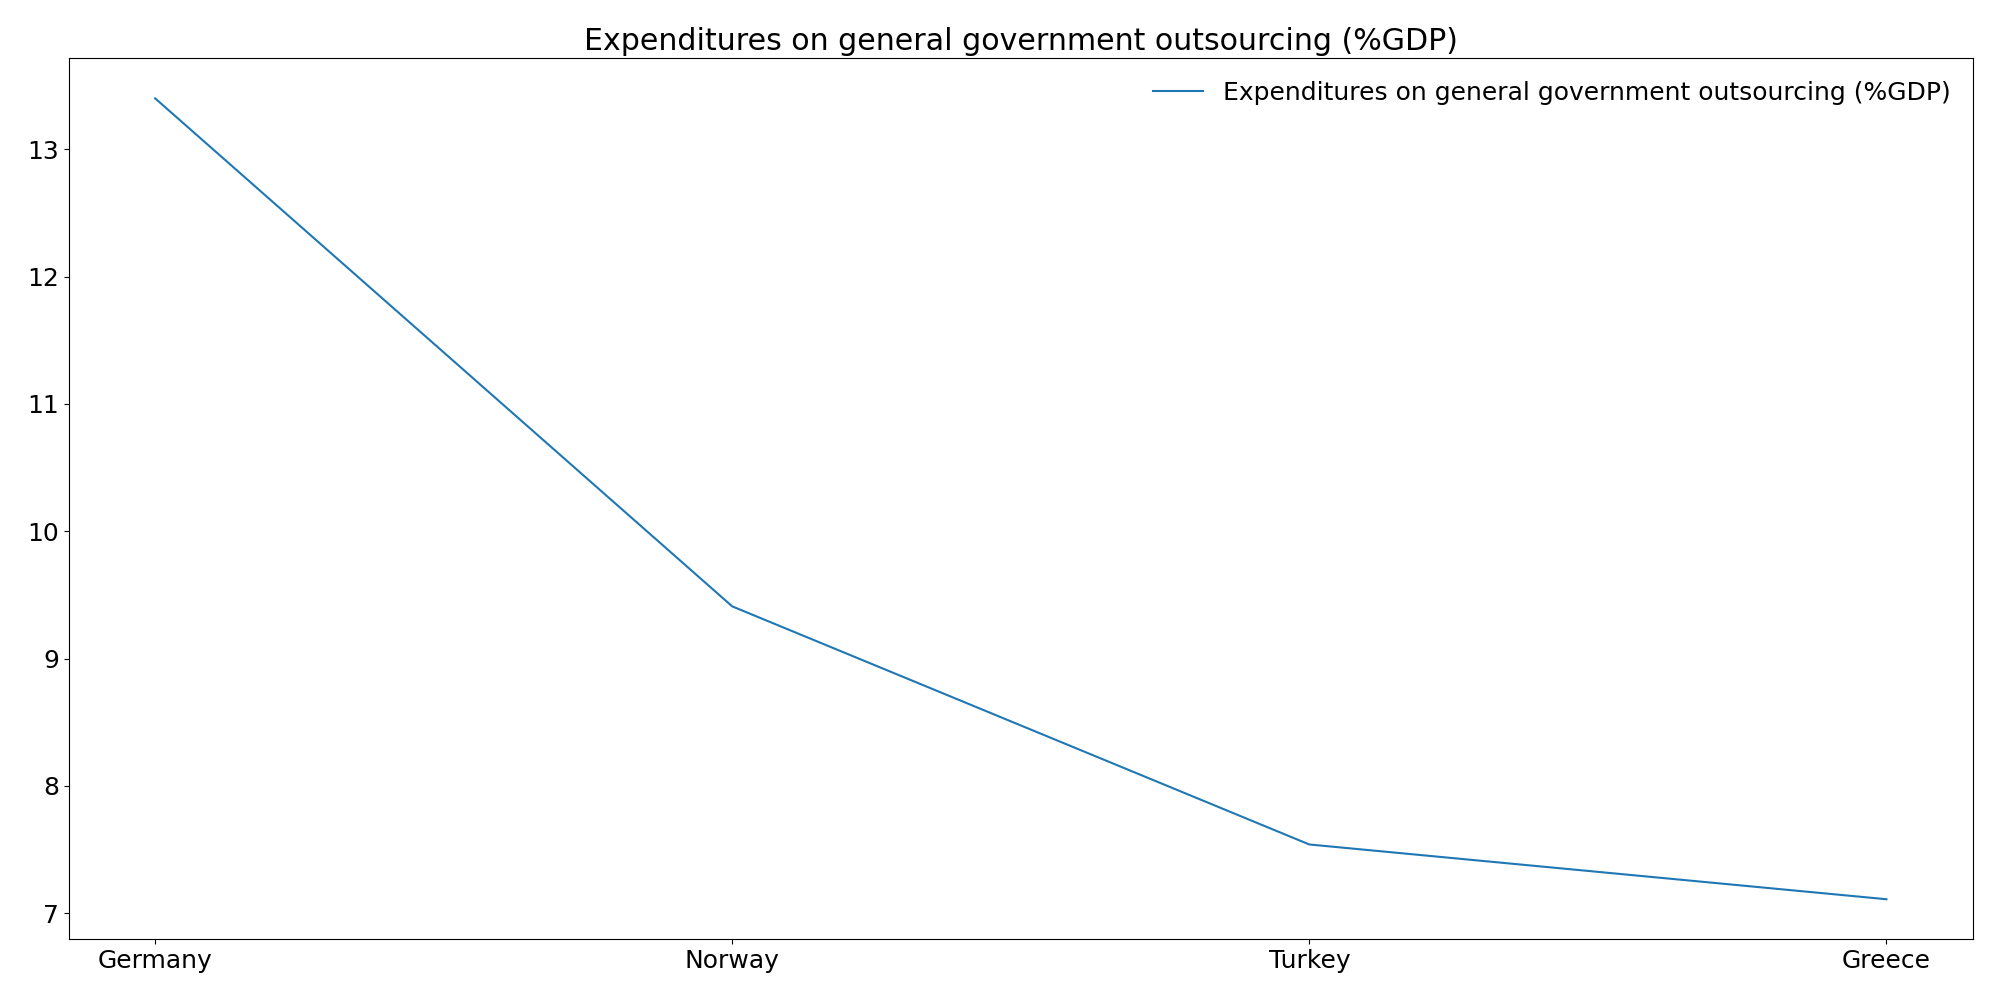 Expenditures on general government outsourcing (%GDP)
Expenditures on general government outsourcing (%GDP)
13
12
11
10
9
8
7
Germany Norway Turkey Greece